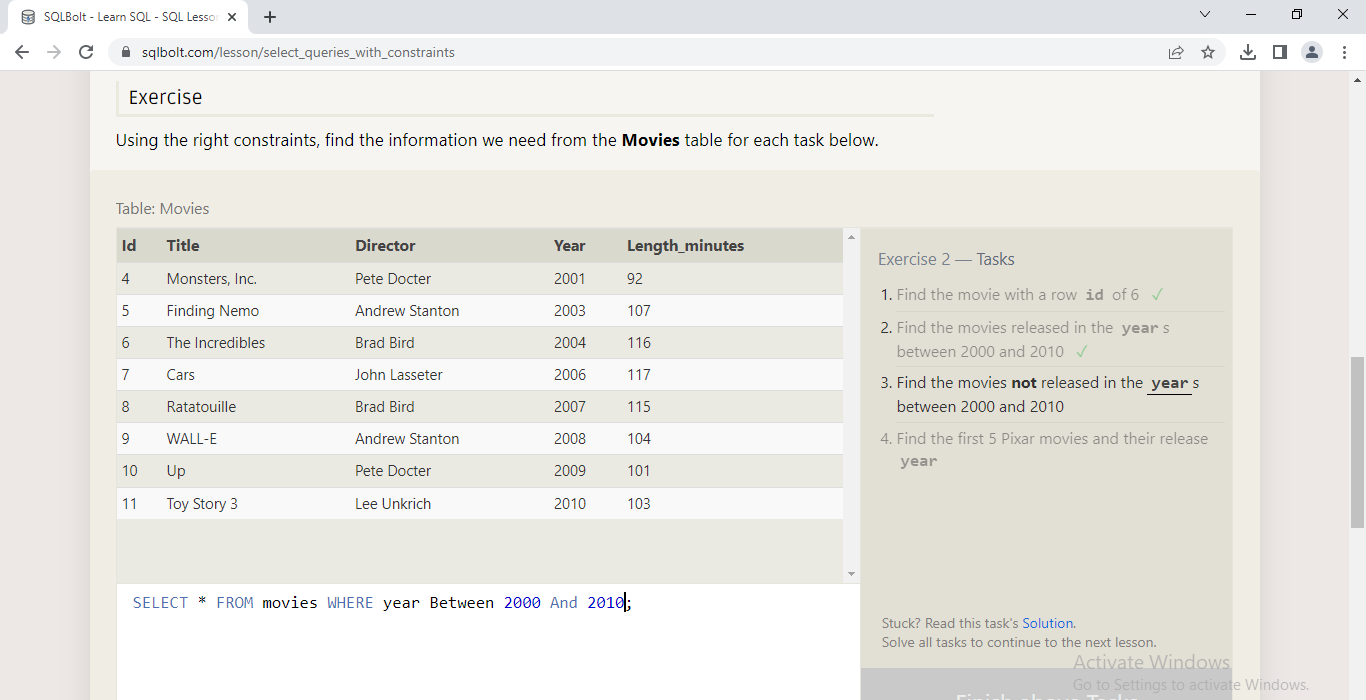 SQLBolt - Learn SQL - SQL Lesson
sqlbolt.com/lesson/select_queries_with_constraints
Exercise
Using the right constraints, find the information we need from the Movies table for each task below.
Table: Movies
Id Title Director Year Length_minutes
4 Monsters, Inc. Pete Docter 2001 92
5 Finding Nemo Andrew Stanton 2003 107
6 The Incredibles Brad Bird 2004 116
7 Cars John Lasseter 2006 117
8 Ratatouille Brad Bird 2007 115
9 WALL-E Andrew Stanton 2008 104
10 Up Pete Docter 2009 101
11 Toy Story 3 Lee Unkrich 2010 103
SELECT * FROM movies WHERE year Between 2000 And 2010;
Exercise 2 — Tasks
1. Find the movie with a row id of 6 ✓
2. Find the movies released in the year s
between 2000 and 2010 ✓
3. Find the movies not released in the year s
between 2000 and 2010
4. Find the first 5 Pixar movies and their release
year
Stuck? Read this task's Solution.
Solve all tasks to continue to the next lesson.
Finish above Tasks
Activate Windows
Go to Settings to activate Windows.